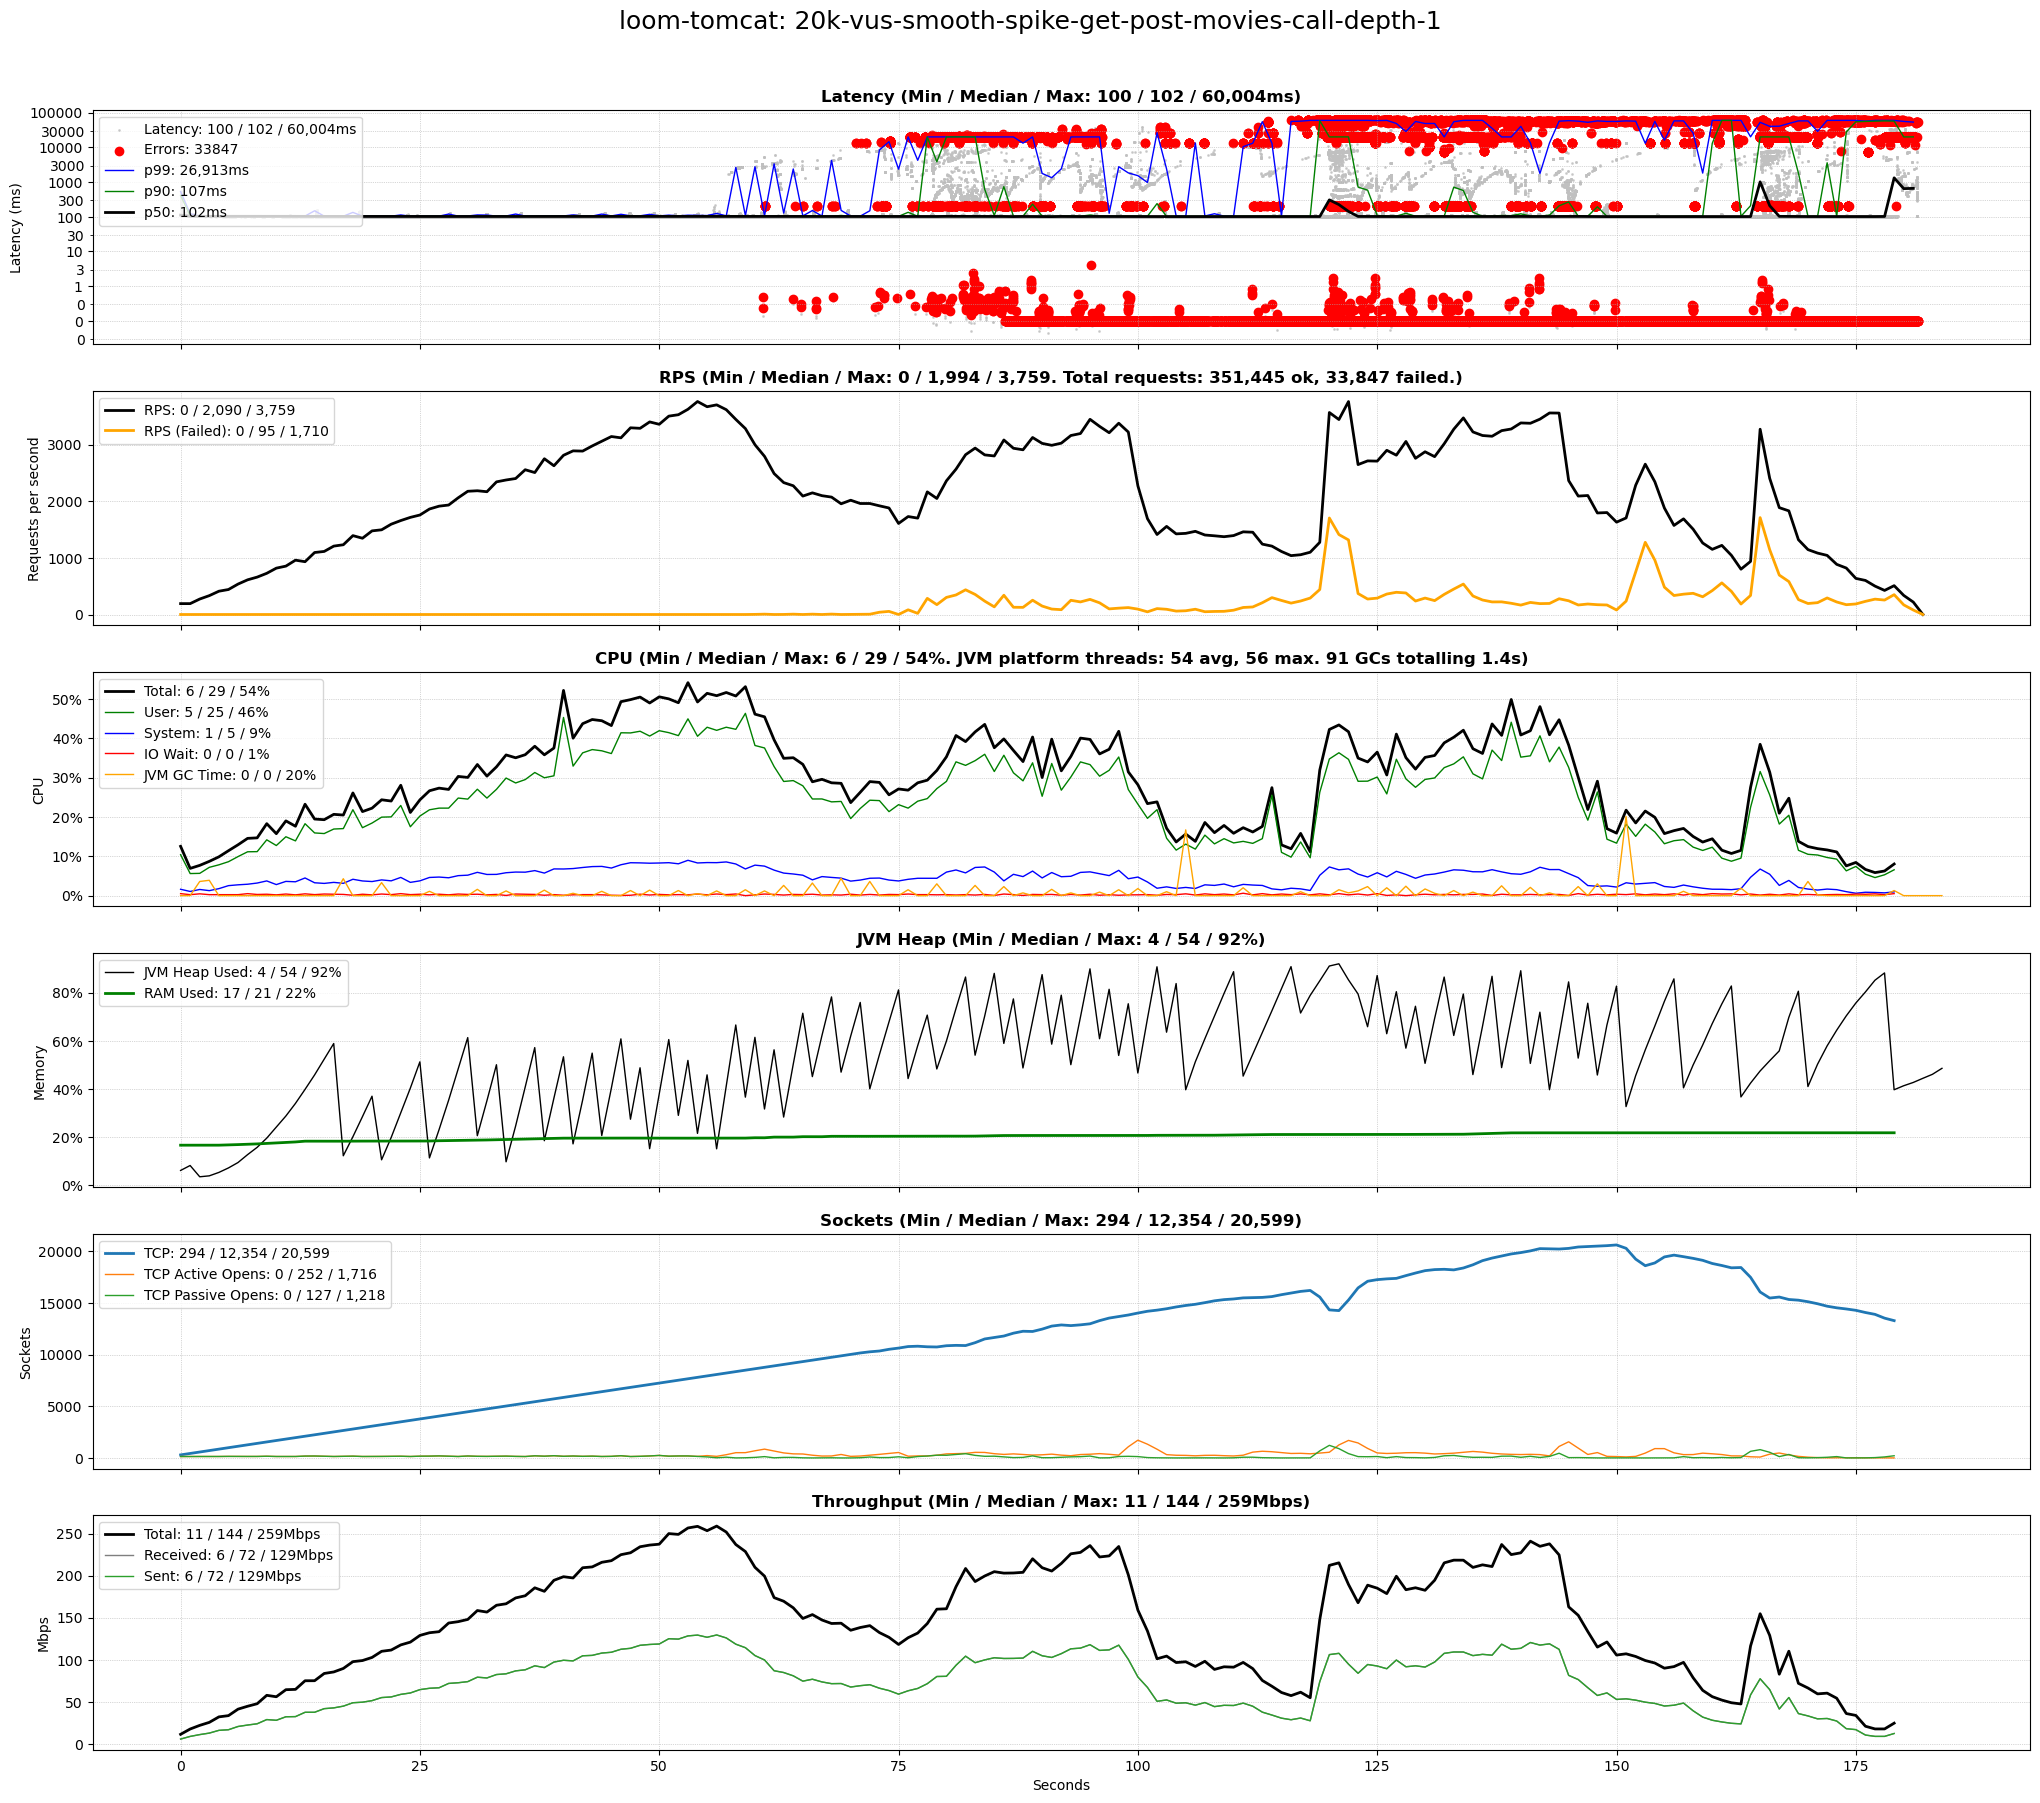 loom-tomcat: 20k-vus-smooth-spike-get-post-movies-call-depth-1
Latency (Min / Median / Max: 100 / 102 / 60,004ms)
Latency (ms)
100000
30000
10000
3000
1000
300
100
30
10
3
1
0
0
0
Latency: 100 / 102 / 60,004ms
Errors: 33847
p99: 26,913ms
p90: 107ms
p50: 102ms
RPS (Min / Median / Max: 0 / 1,994 / 3,759. Total requests: 351,445 ok, 33,847 failed.)
Requests per second
3000
2000
1000
0
RPS: 0 / 2,090 / 3,759
RPS (Failed): 0 / 95 / 1,710
CPU (Min / Median / Max: 6 / 29 / 54%. JVM platform threads: 54 avg, 56 max. 91 GCs totalling 1.4s)
CPU
50%
40%
30%
20%
10%
0%
Total: 6 / 29 / 54%
User: 5 / 25 / 46%
System: 1 / 5 / 9%
IO Wait: 0 / 0 / 1%
JVM GC Time: 0 / 0 / 20%
JVM Heap (Min / Median / Max: 4 / 54 / 92%)
Memory
80%
60%
40%
20%
0%
JVM Heap Used: 4 / 54 / 92%
RAM Used: 17 / 21 / 22%
Sockets (Min / Median / Max: 294 / 12,354 / 20,599)
Sockets
20000
15000
10000
5000
0
TCP: 294 / 12,354 / 20,599
TCP Active Opens: 0 / 252 / 1,716
TCP Passive Opens: 0 / 127 / 1,218
Throughput (Min / Median / Max: 11 / 144 / 259Mbps)
Mbps
250
200
150
100
50
0
Total: 11 / 144 / 259Mbps
Received: 6 / 72 / 129Mbps
Sent: 6 / 72 / 129Mbps
0 25 50 75 100 125 150 175
Seconds